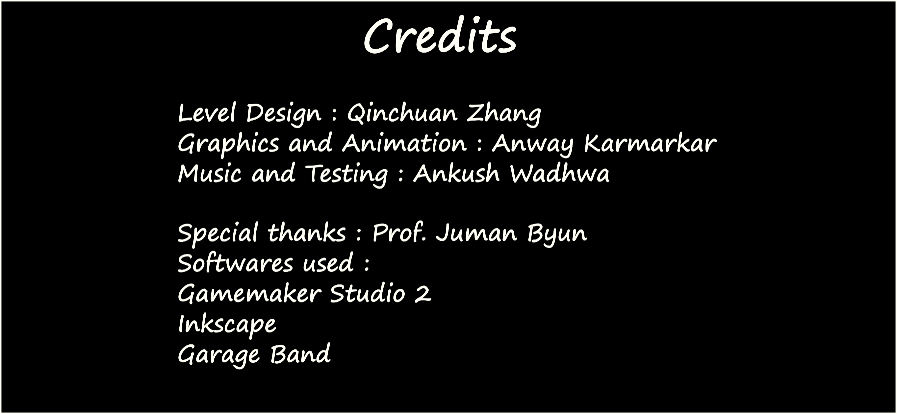 Credits
Level Design : Qinchuan Zhang
Graphics and Animation : Anway Karmarkar
Music and Testing : Ankush Wadhwa
Special thanks : Prof. Juman Byun
Softwares used :
Gamemaker Studio 2
Inkscape
Garage Band